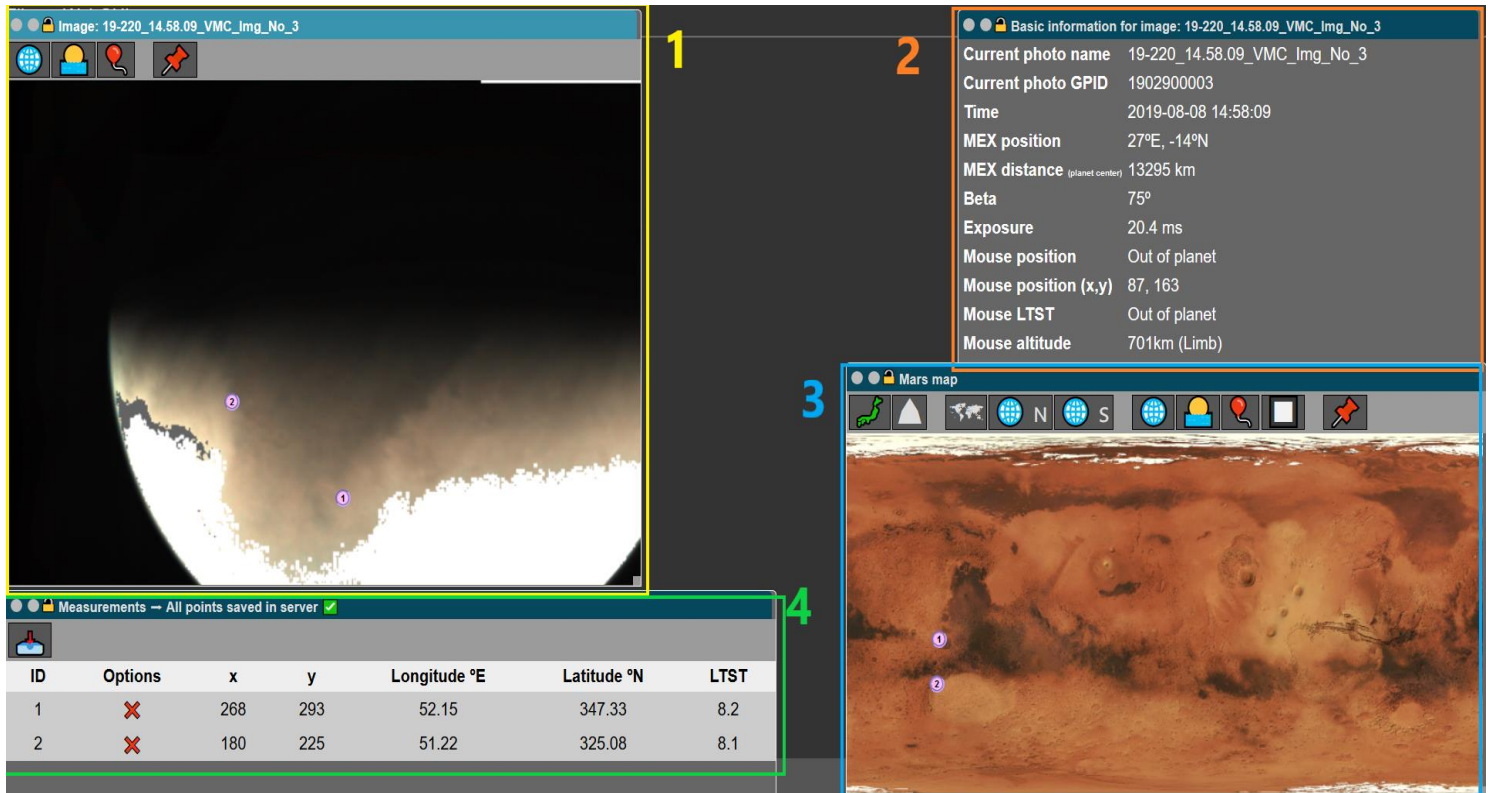 Image: 19-220_14.58.09_VMC_Img_No_3
1
2
1
2
Basic information for image: 19-220_14.58.09_VMC_Img_No_3
Current photo name 19-220_14.58.09_VMC_Img_No_3
Current photo GPID 1902900003
Time 2019-08-08 14:58:09
MEX position 27ºE, -14ºN
MEX distance (planet center) 13295 km
Beta 75º
Exposure 20.4 ms
Mouse position Out of planet
Mouse position (x,y) 87, 163
Mouse LTST Out of planet
Mouse altitude 701km (Limb)
3
Mars map
N S
1
2
4
Measurements → All points saved in server
ID Options x y Longitude ºE Latitude ºN LTST
1 268 293 52.15 347.33 8.2
2 180 225 51.22 325.08 8.1